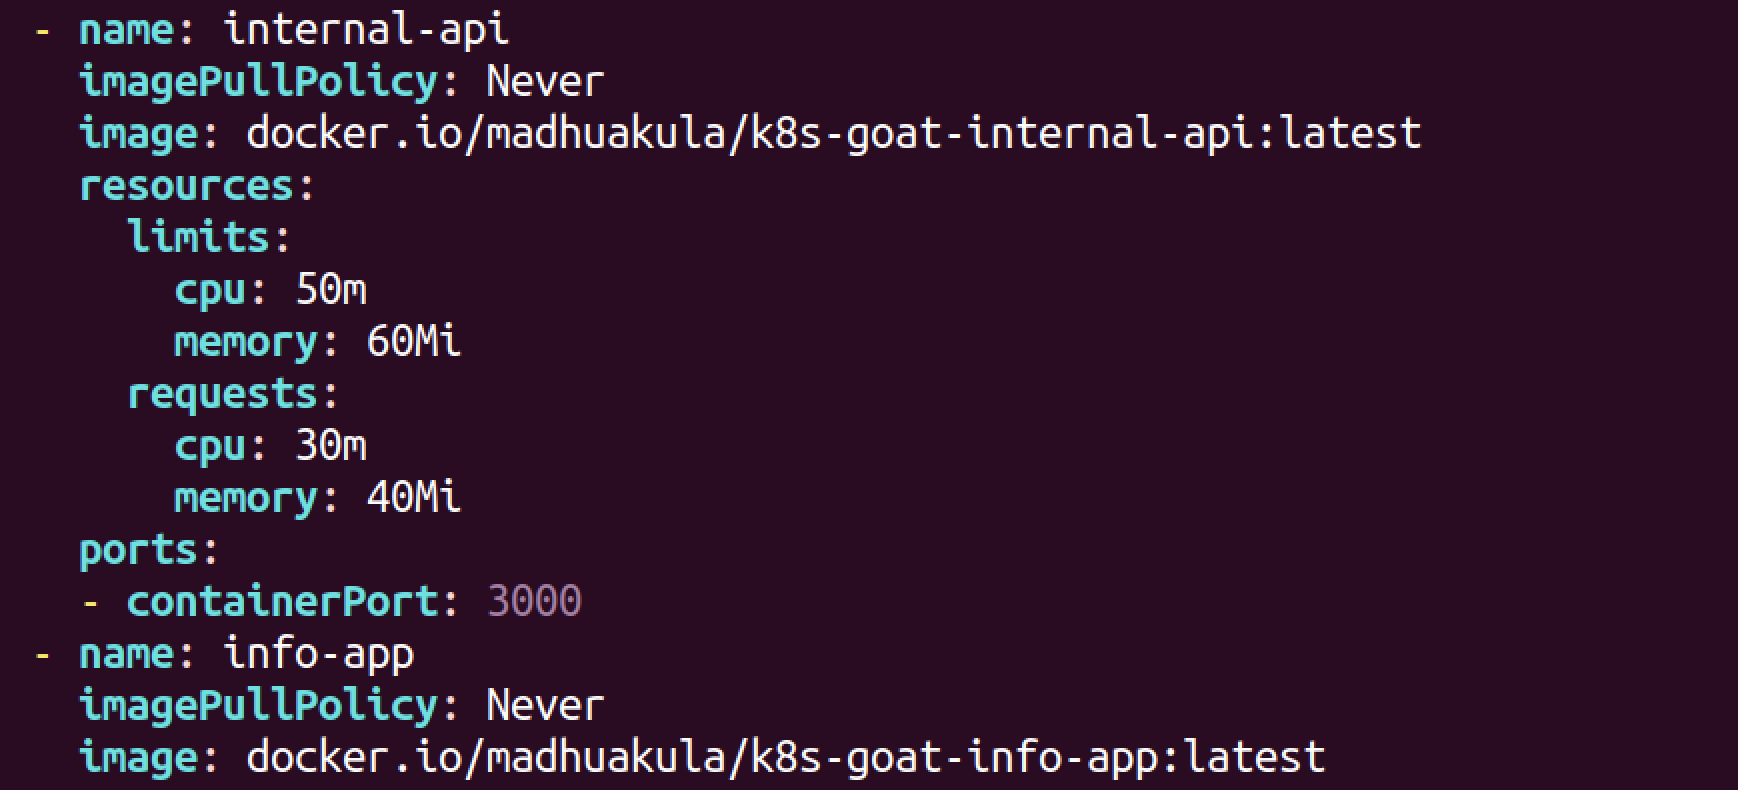 - name: internal-api
  imagePullPolicy: Never
  image: docker.io/madhuakula/k8s-goat-internal-api:latest
  resources:
    limits:
      cpu: 50m
      memory: 60Mi
    requests:
      cpu: 30m
      memory: 40Mi
  ports:
  - containerPort: 3000
- name: info-app
  imagePullPolicy: Never
  image: docker.io/madhuakula/k8s-goat-info-app:latest